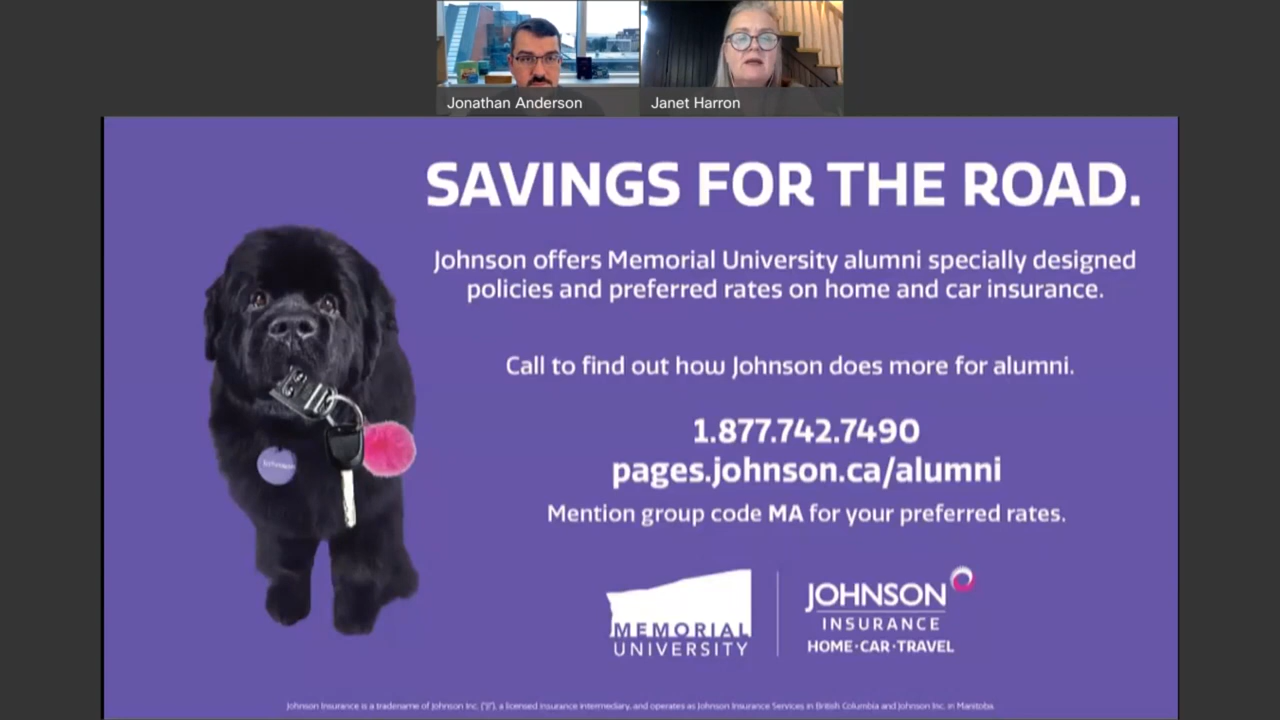 Jonathan Anderson
Janet Harron
SAVINGS FOR THE ROAD.
Johnson offers Memorial University alumni specially designed
policies and preferred rates on home and car insurance.
Call to find out how Johnson does more for alumni.
1.877.742.7490
pages.johnson.ca/alumni
Mention group code MA for your preferred rates.
MEMORIAL
UNIVERSITY
JOHNSON
INSURANCE
HOME·CAR·TRAVEL
Johnson Insurance is a tradename of Johnson Inc. ("JI"), a licensed insurance intermediary, and operates as Johnson Insurance Services in British Columbia and Johnson Inc. in Manitoba.